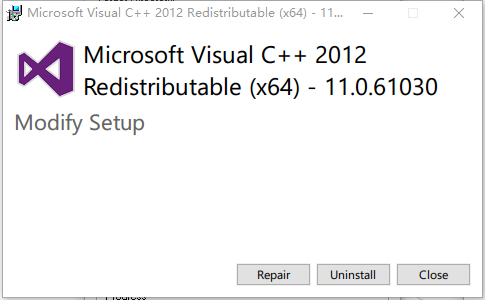 Microsoft Visual C++ 2012 Redistributable (x64) - 11...
Microsoft Visual C++ 2012
Redistributable (x64) - 11.0.61030
Modify Setup
Repair
Uninstall
Close